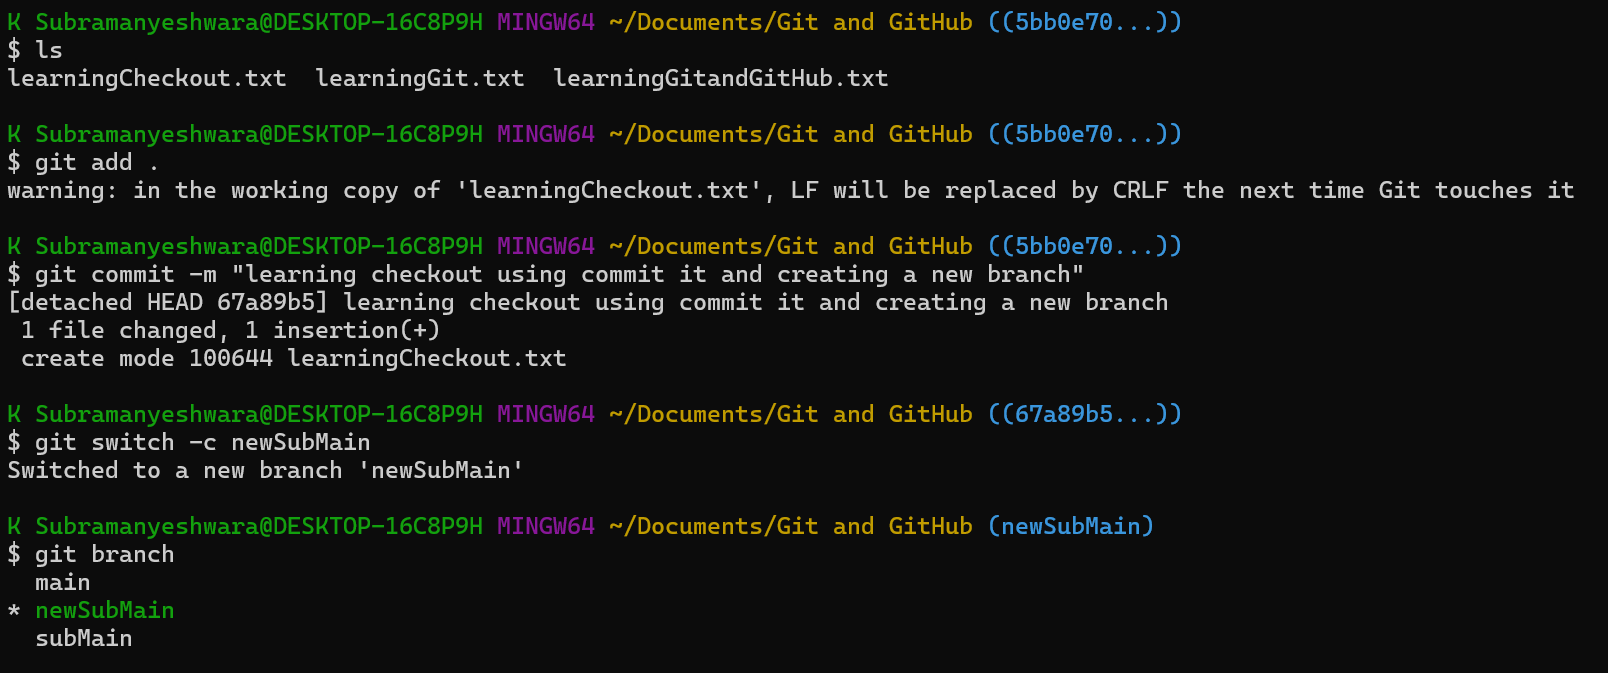 K Subramanyeshwara@DESKTOP-16C8P9H MINGW64 ~/Documents/Git and GitHub ((5bb0e70...))
$ ls
learningCheckout.txt  learningGit.txt  learningGitandGitHub.txt
K Subramanyeshwara@DESKTOP-16C8P9H MINGW64 ~/Documents/Git and GitHub ((5bb0e70...))
$ git add .
warning: in the working copy of 'learningCheckout.txt', LF will be replaced by CRLF the next time Git touches it
K Subramanyeshwara@DESKTOP-16C8P9H MINGW64 ~/Documents/Git and GitHub ((5bb0e70...))
$ git commit -m "learning checkout using commit it and creating a new branch"
[detached HEAD 67a89b5] learning checkout using commit it and creating a new branch
 1 file changed, 1 insertion(+)
 create mode 100644 learningCheckout.txt
K Subramanyeshwara@DESKTOP-16C8P9H MINGW64 ~/Documents/Git and GitHub ((67a89b5...))
$ git switch -c newSubMain
Switched to a new branch 'newSubMain'
K Subramanyeshwara@DESKTOP-16C8P9H MINGW64 ~/Documents/Git and GitHub (newSubMain)
$ git branch
  main
* newSubMain
  subMain